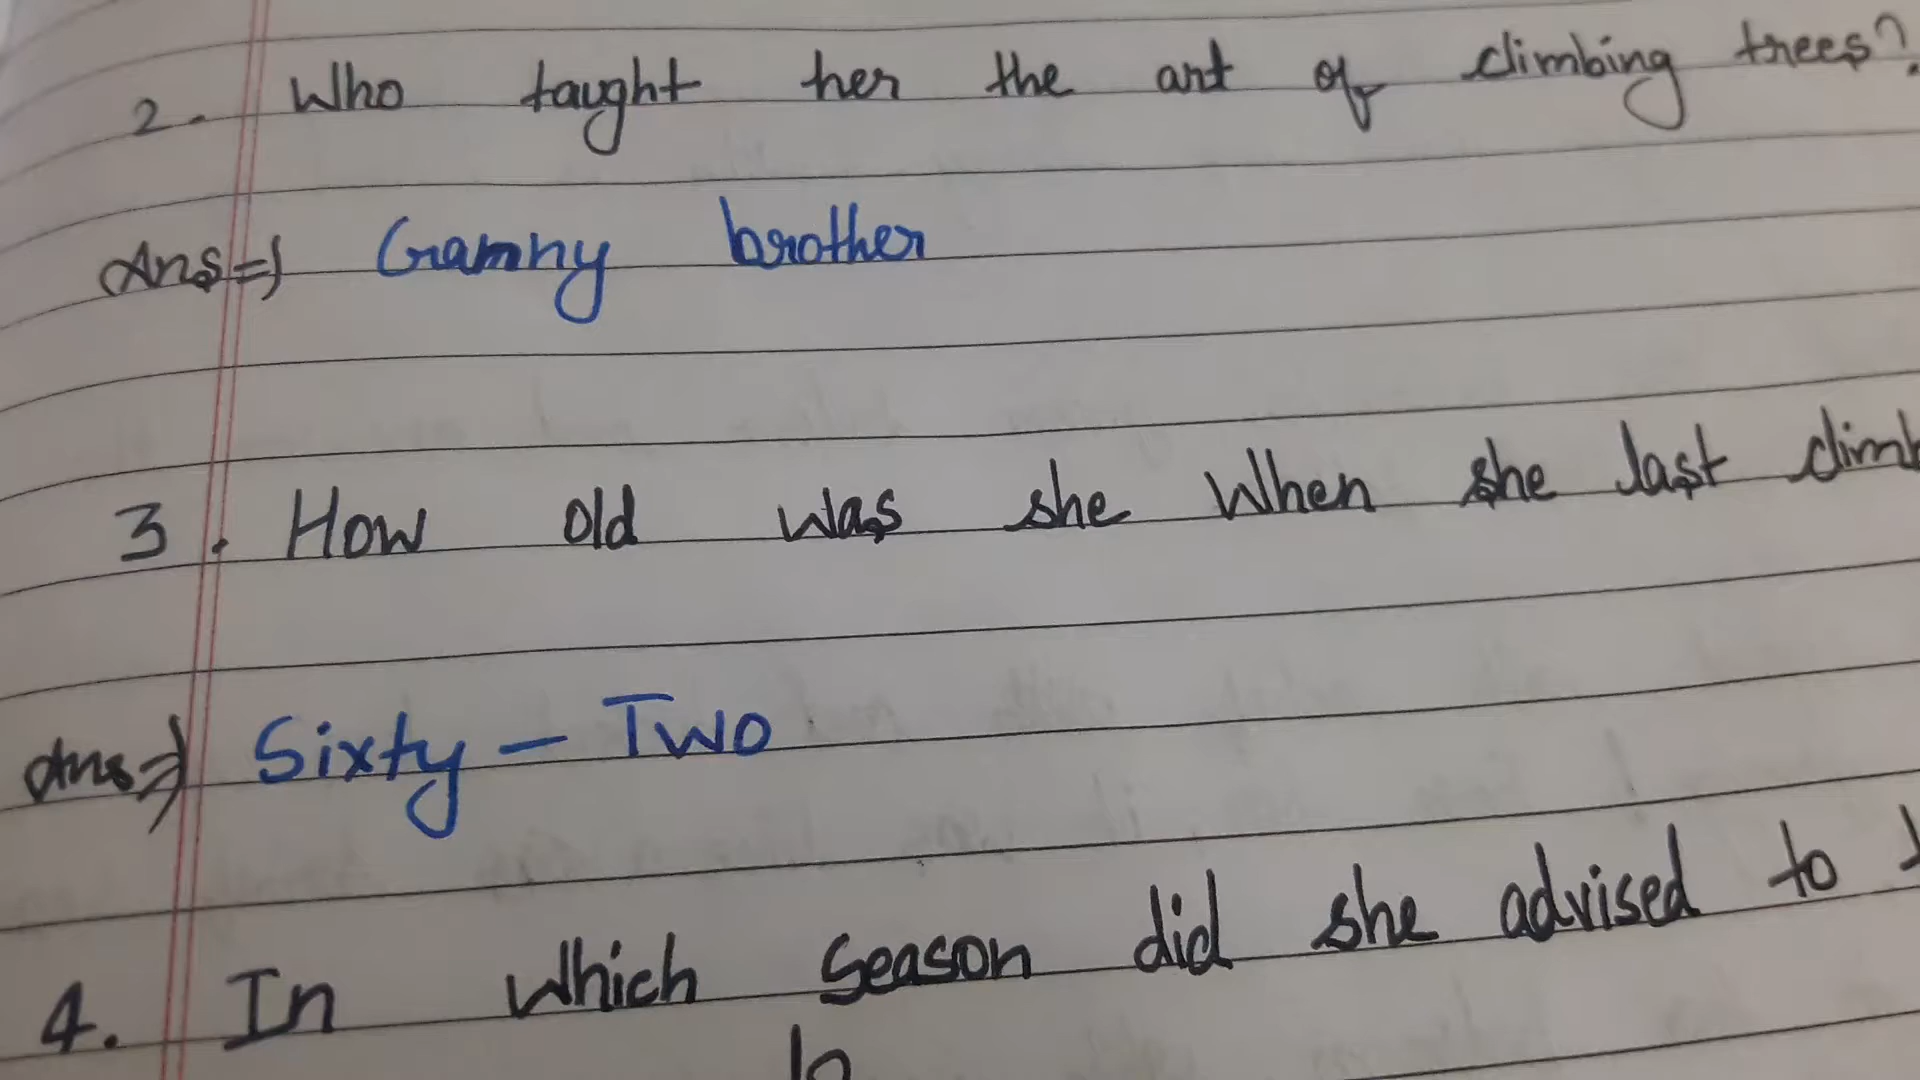 2. Who taught her the art of climbing trees?
Ans⇒ Granny brother
3. How old was she When she last climb
Ans⇒ Sixty - Two
4. In which season did she advised to